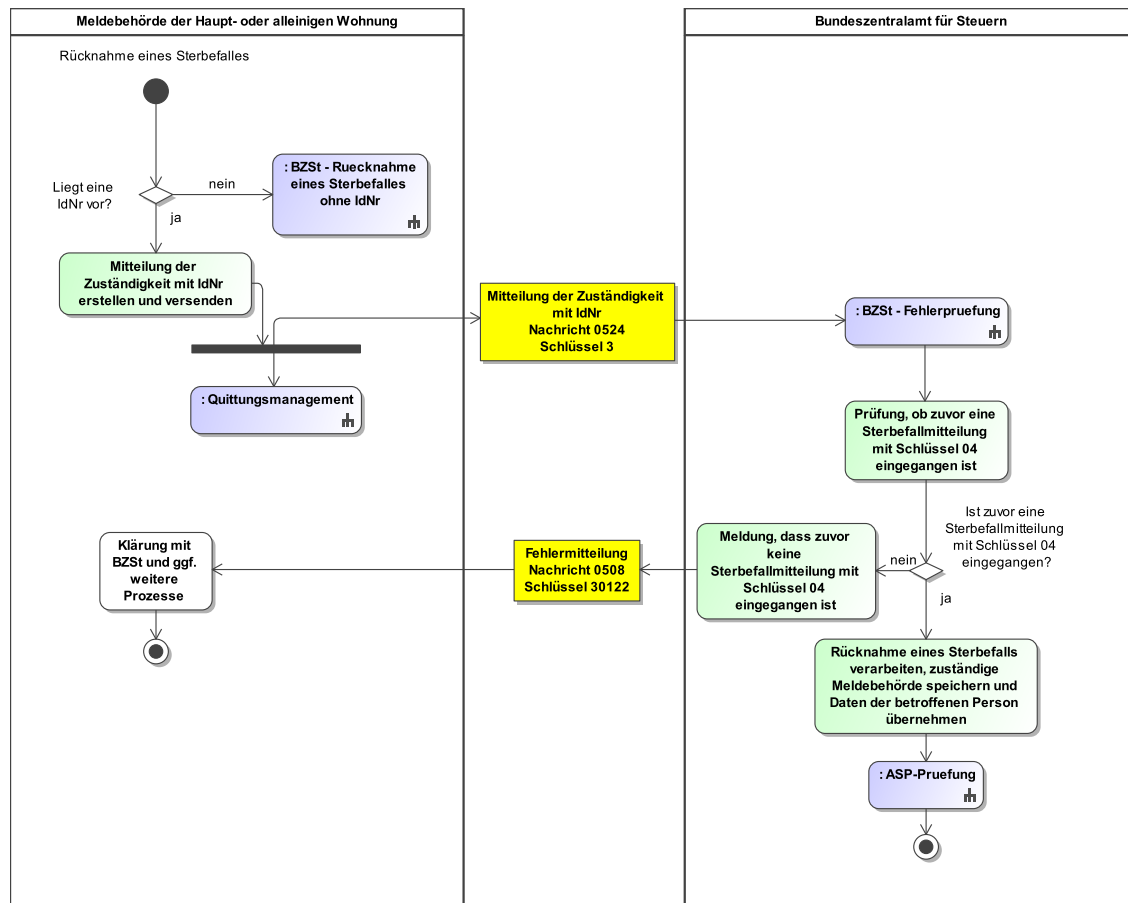 Meldebehörde der Haupt- oder alleinigen Wohnung
Bundeszentralamt für Steuern
Rücknahme eines Sterbefalles
Liegt eine
IdNr vor?
nein
ja
: BZSt - Ruecknahme
eines Sterbefalles
ohne IdNr
Mitteilung der
Zuständigkeit mit IdNr
erstellen und versenden
: Quittungsmanagement
Mitteilung der Zuständigkeit
mit IdNr
Nachricht 0524
Schlüssel 3
: BZSt - Fehlerpruefung
Prüfung, ob zuvor eine
Sterbefallmitteilung
mit Schlüssel 04
eingegangen ist
Ist zuvor eine
Sterbefallmitteilung
mit Schlüssel 04
eingegangen?
nein
ja
Meldung, dass zuvor
keine
Sterbefallmitteilung mit
Schlüssel 04
eingegangen ist
Fehlermitteilung
Nachricht 0508
Schlüssel 30122
Klärung mit
BZSt und ggf.
weitere
Prozesse
Rücknahme eines Sterbefalls
verarbeiten, zuständige
Meldebehörde speichern und
Daten der betroffenen Person
übernehmen
: ASP-Pruefung